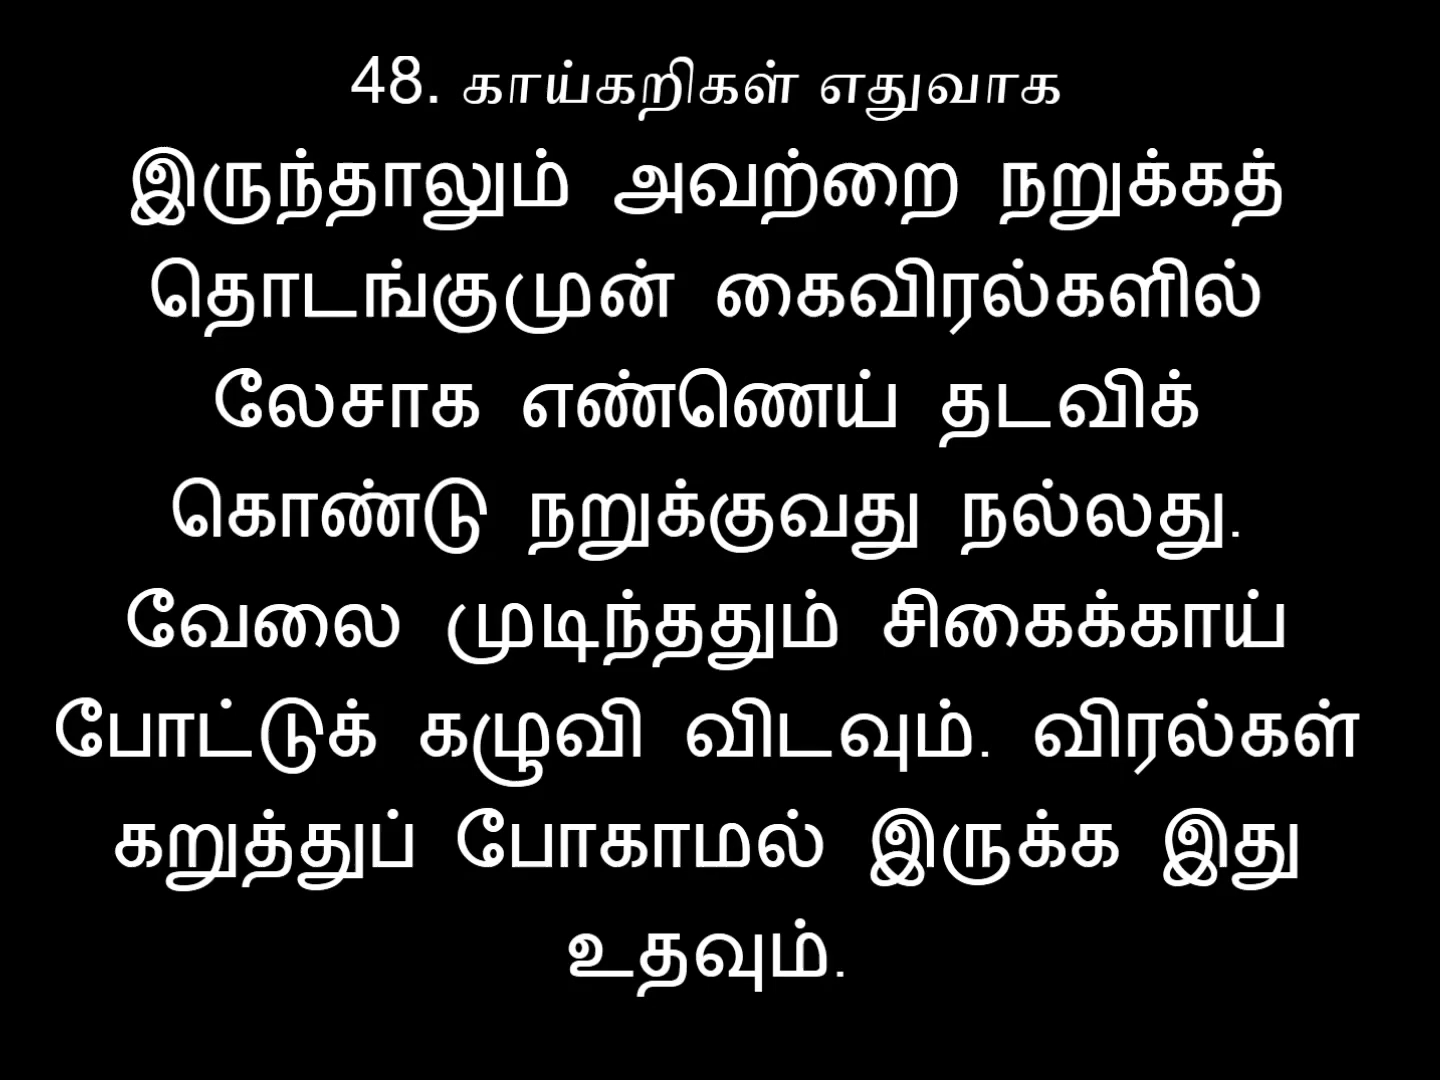 48. காய்கறிகள் எதுவாக
இருந்தாலும் அவற்றை நறுக்கத்
தொடங்குமுன் கைவிரல்களில்
லேசாக எண்ணெய் தடவிக்
கொண்டு நறுக்குவது நல்லது.
வேலை முடிந்ததும் சிகைக்காய்
போட்டுக் கழுவி விடவும். விரல்கள்
கறுத்துப் போகாமல் இருக்க இது
உதவும்.